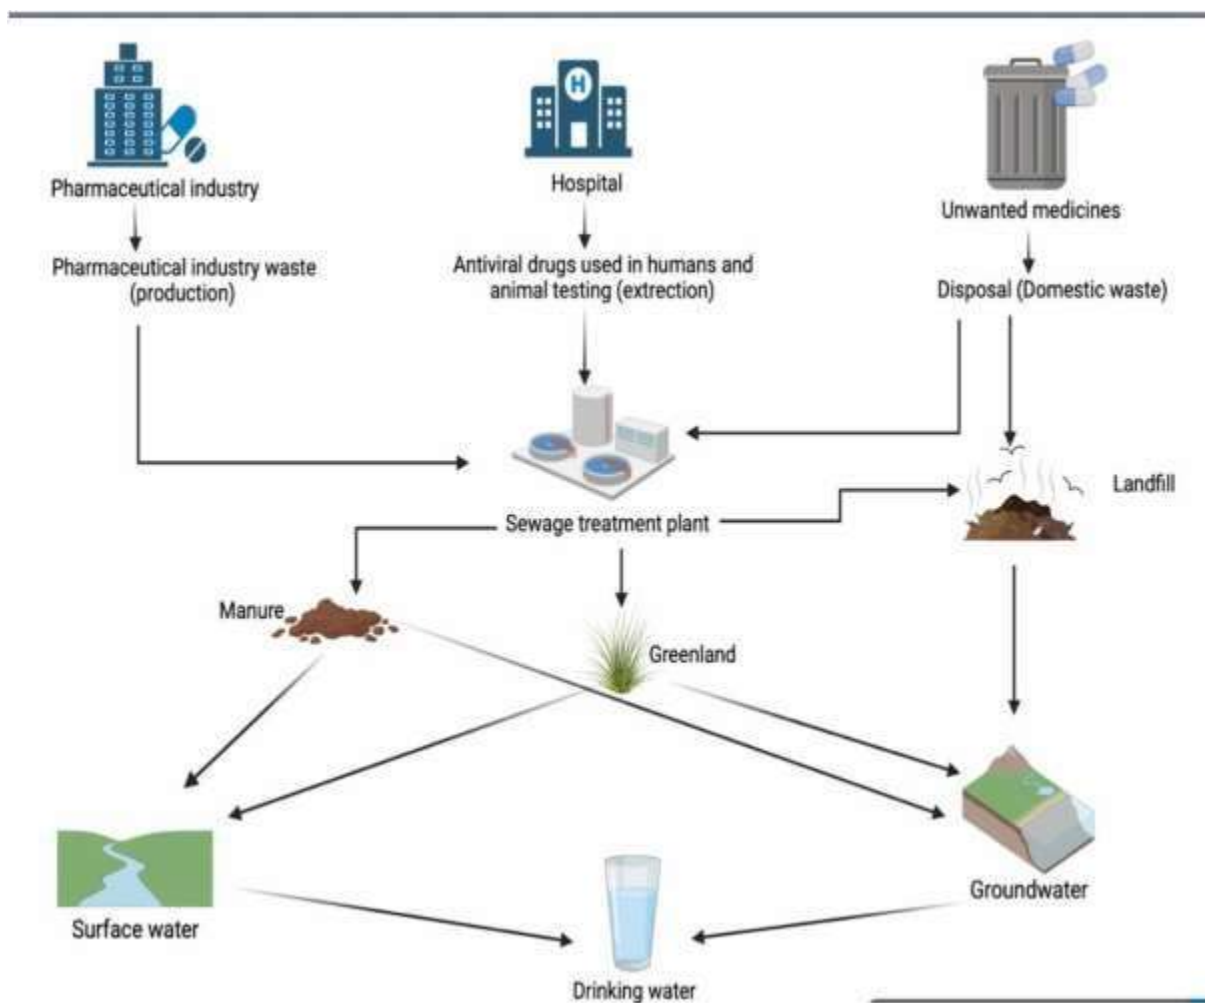 H
Pharmaceutical industry
Hospital
Unwanted medicines
Pharmaceutical industry waste
(production)
Antiviral drugs used in humans and
animal testing (extrection)
Disposal (Domestic waste)
Landfill
Sewage treatment plant
Manure
Greenland
Surface water
Groundwater
Drinking water